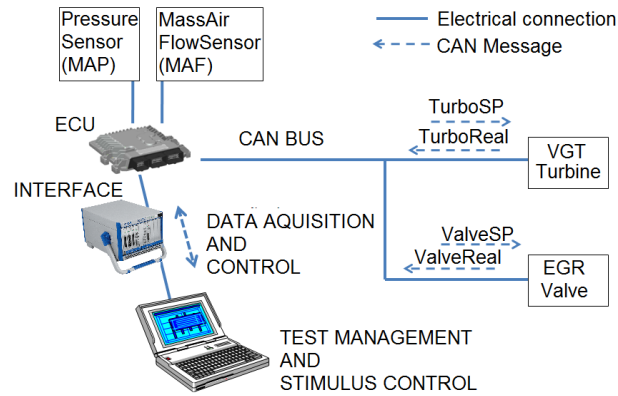 Pressure
Sensor
(MAP)
MassAir
FlowSensor
(MAF)
Electrical connection
CAN Message
ECU
CAN BUS
TurboSP
TurboReal
VGT
Turbine
INTERFACE
DATA AQUISITION
AND
CONTROL
ValveSP
ValveReal
EGR
Valve
TEST MANAGEMENT
AND
STIMULUS CONTROL